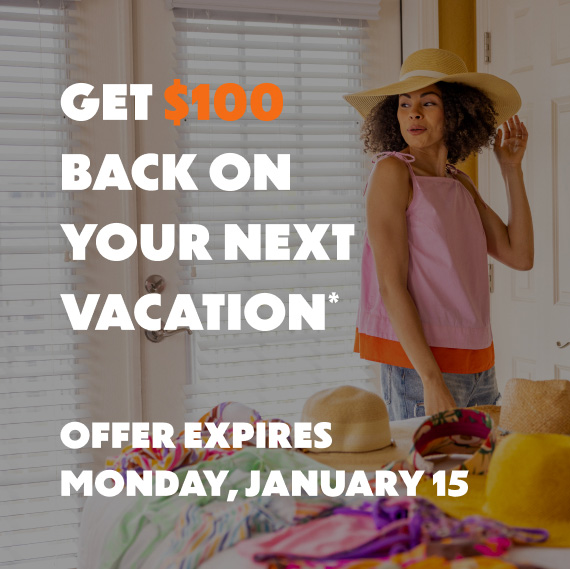 GET $100
BACK ON
YOUR NEXT
VACATION*
OFFER EXPIRES
MONDAY, JANUARY 15